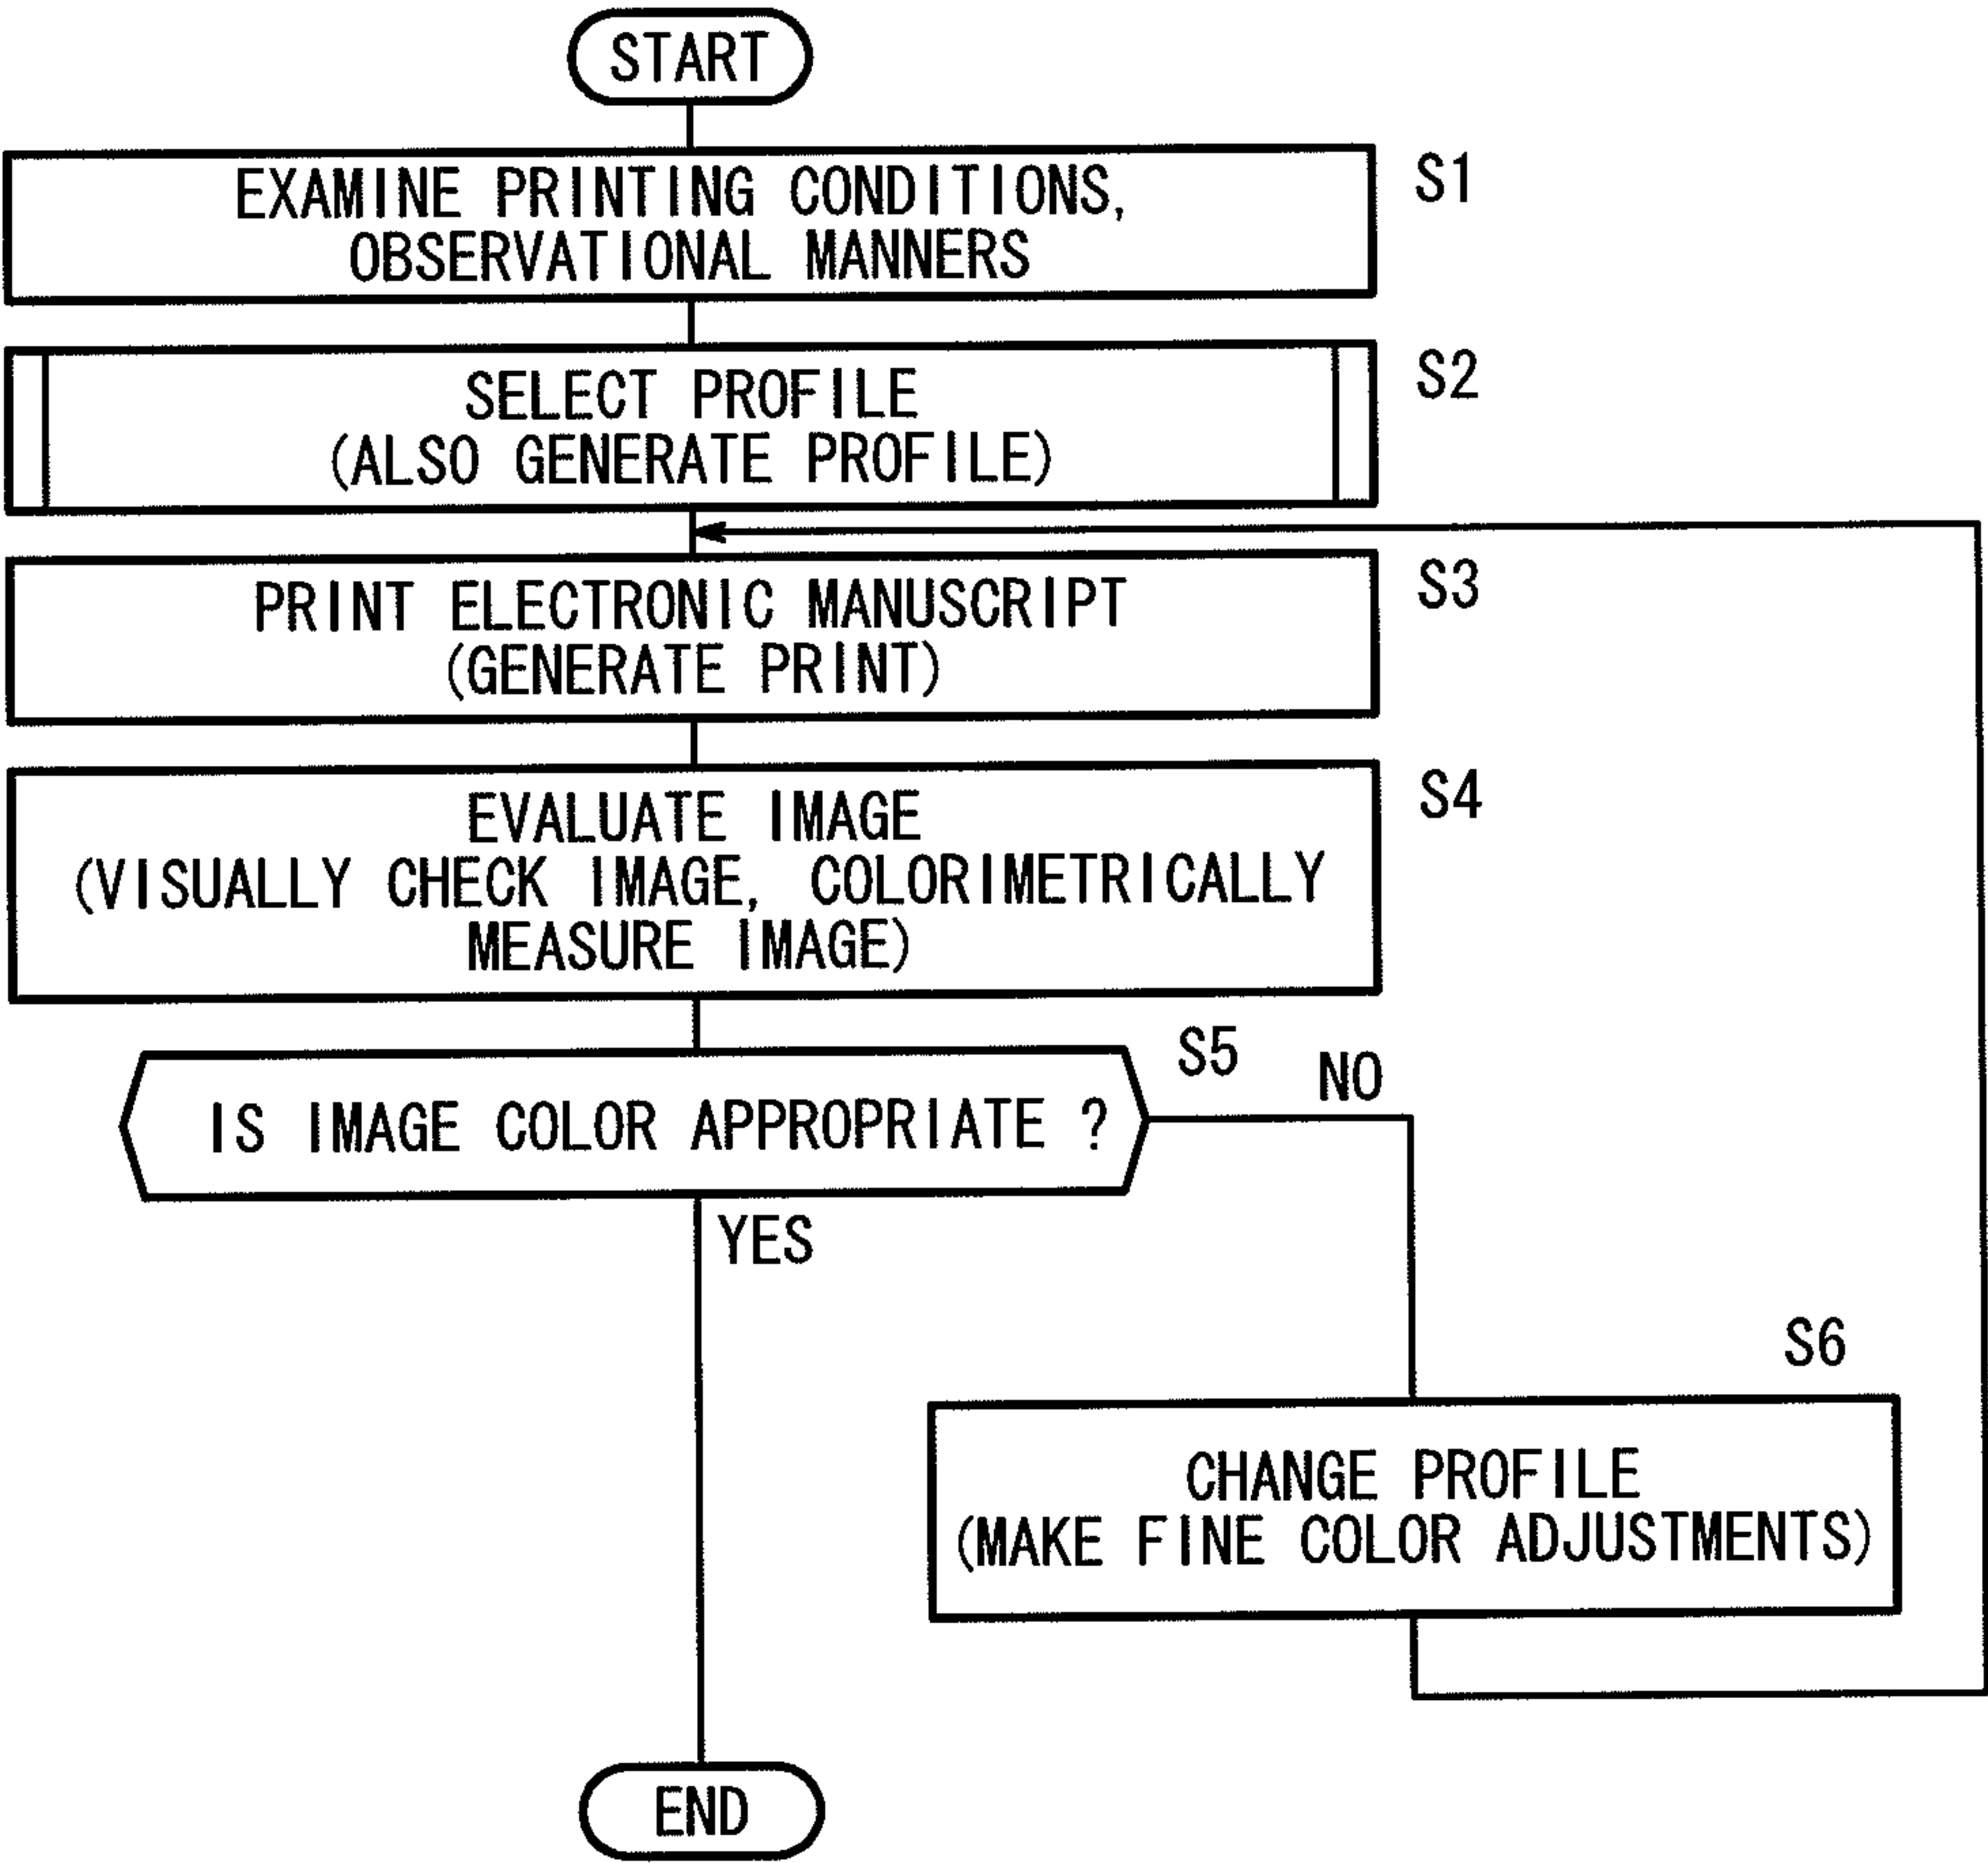 START
EXAMINE PRINTING CONDITIONS,
OBSERVATIONAL MANNERS
S1
SELECT PROFILE
(ALSO GENERATE PROFILE)
S2
PRINT ELECTRONIC MANUSCRIPT
(GENERATE PRINT)
S3
EVALUATE IMAGE
(VISUALLY CHECK IMAGE, COLORIMETRICALLY
MEASURE IMAGE)
S4
IS IMAGE COLOR APPROPRIATE ?
S5
NO
YES
S6
CHANGE PROFILE
(MAKE FINE COLOR ADJUSTMENTS)
END